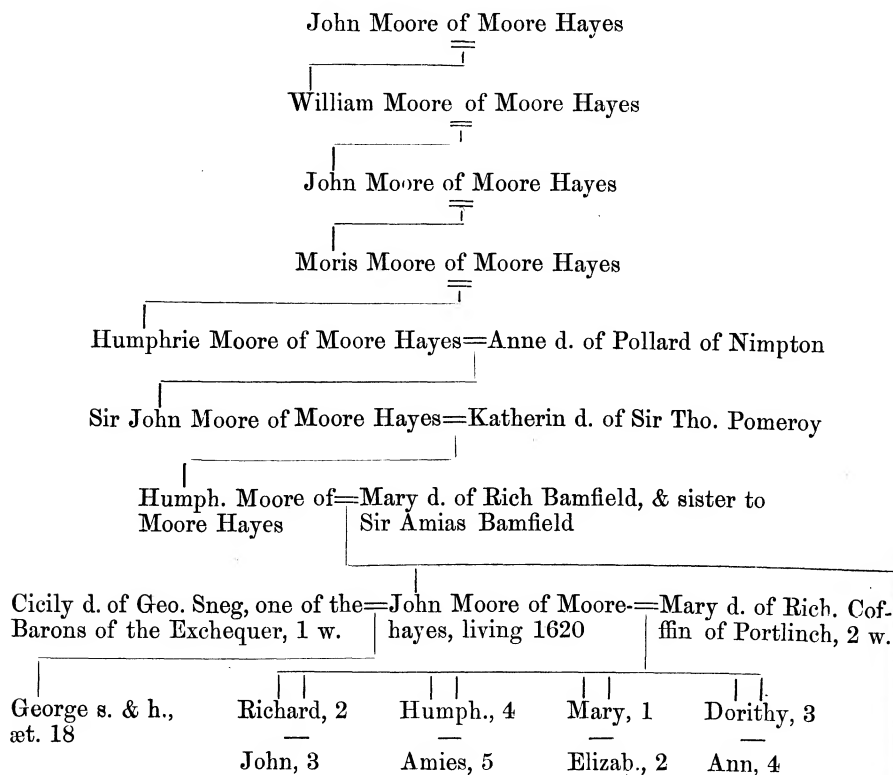 John Moore of Moore Hayes
William Moore of Moore Hayes
John Moore of Moore Hayes
Moris Moore of Moore Hayes
Humphrie Moore of Moore Hayes=Anne d. of Pollard of Nimpton
Sir John Moore of Moore Hayes=Katherin d. of Sir Tho. Pomeroy
Humph. Moore of=Mary d. of Rich Bamfield, & sister to
Moore Hayes Sir Amias Bamfield
Cicily d. of Geo. Sneg, one of the=John Moore of Moore-=Mary d. of Rich. Cof-
Barons of the Exchequer, 1 w. hayes, living 1620 ffin of Portlinch, 2 w.
George s. & h., Richard, 2 Humph., 4 Mary, 1 Dorithy, 3
æt. 18
John, 3 Amies, 5 Elizab., 2 Ann, 4